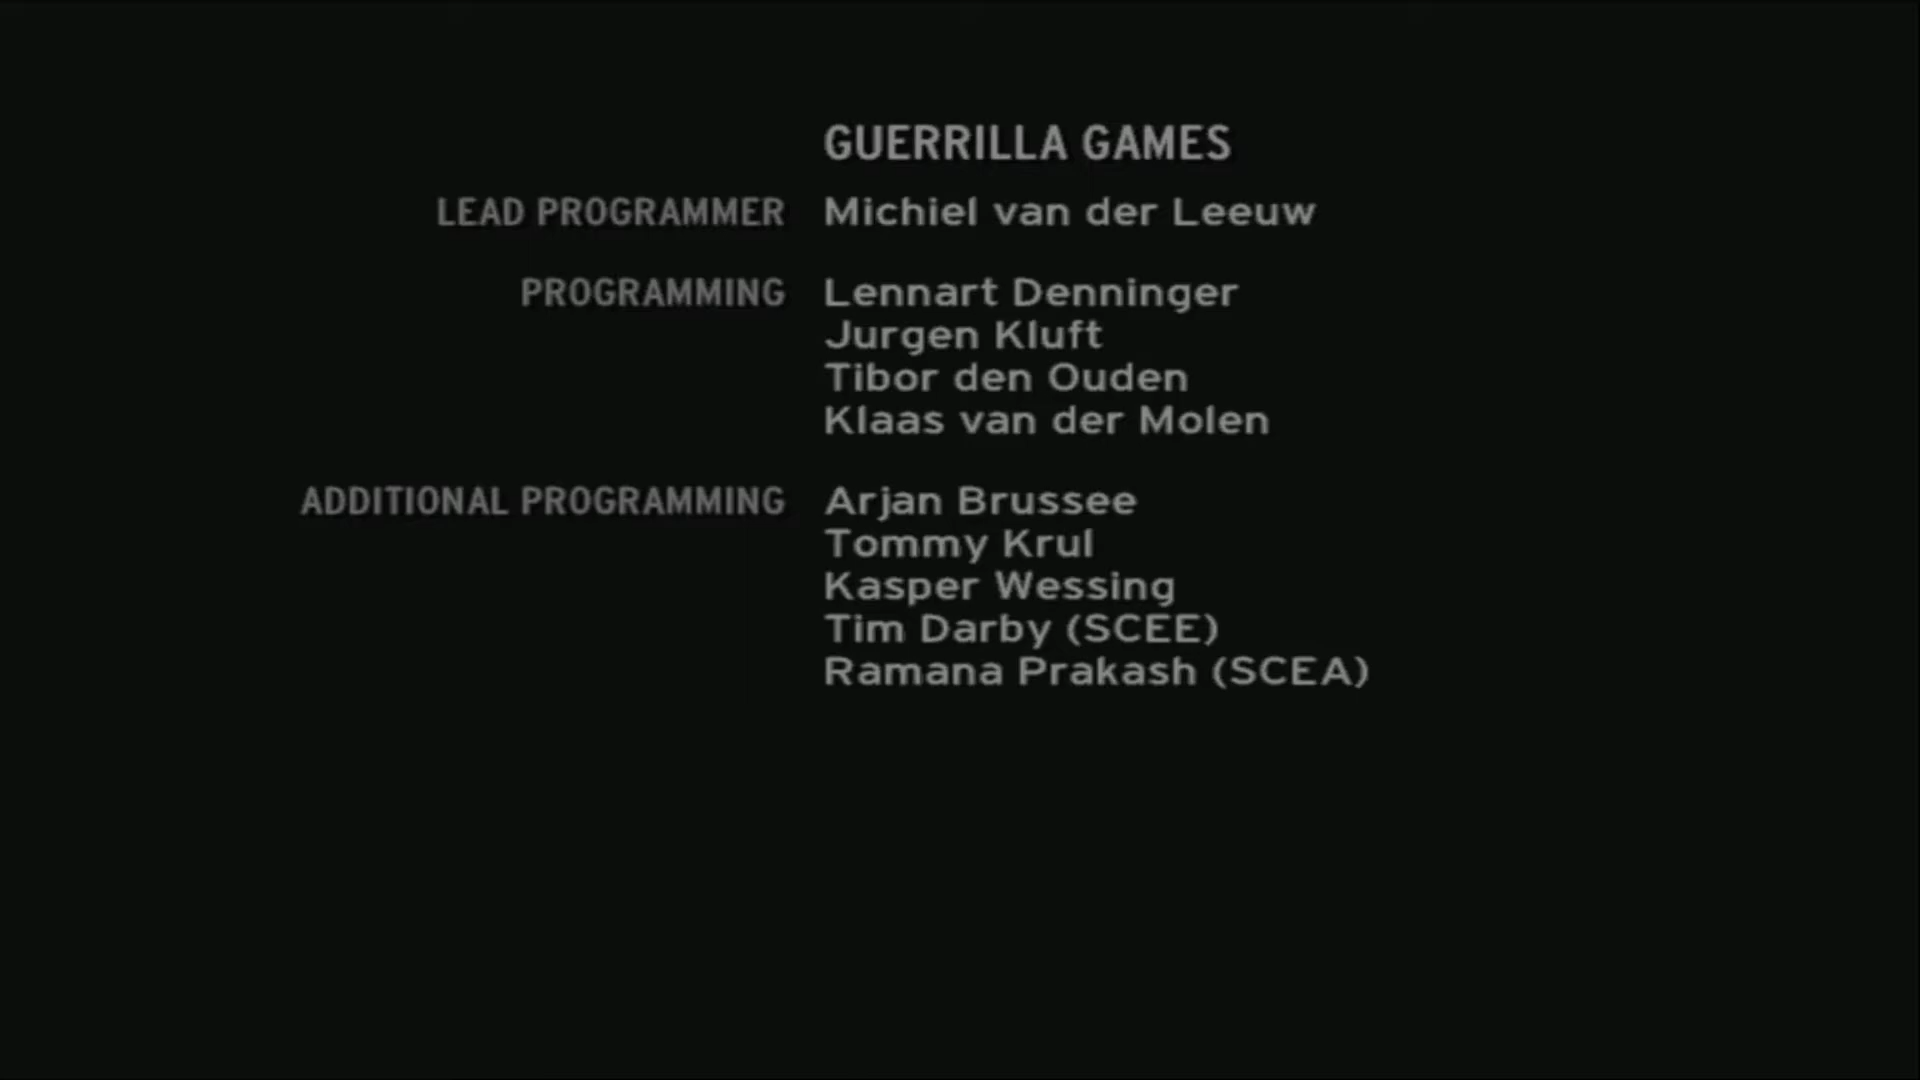 GUERRILLA GAMES
LEAD PROGRAMMER Michiel van der Leeuw
PROGRAMMING Lennart Denninger
Jurgen Kluft
Tibor den Ouden
Klaas van der Molen
ADDITIONAL PROGRAMMING Arjan Brussee
Tommy Krul
Kasper Wessing
Tim Darby (SCEE)
Ramana Prakash (SCEA)